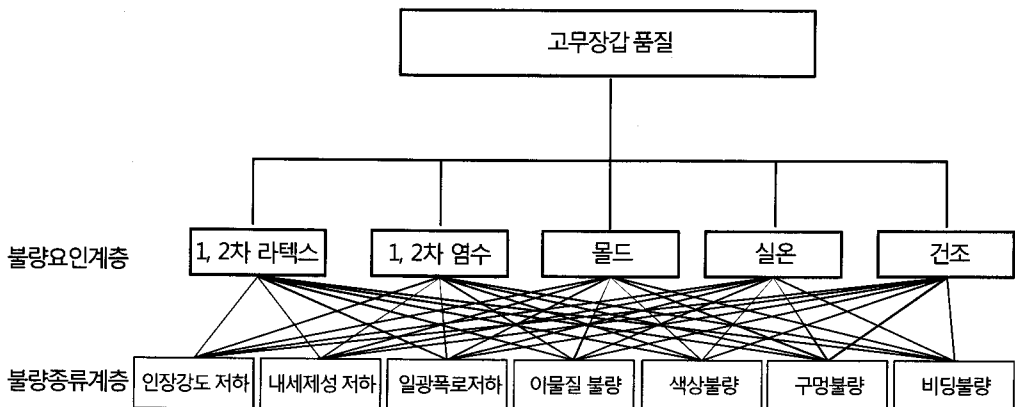 고무장갑 품질
불량요인계층
1, 2차 라텍스
1, 2차 염수
몰드
실온
건조
불량종류계층
인장강도 저하
내세제성 저하
일광폭로저하
이물질 불량
색상불량
구멍불량
비딩불량